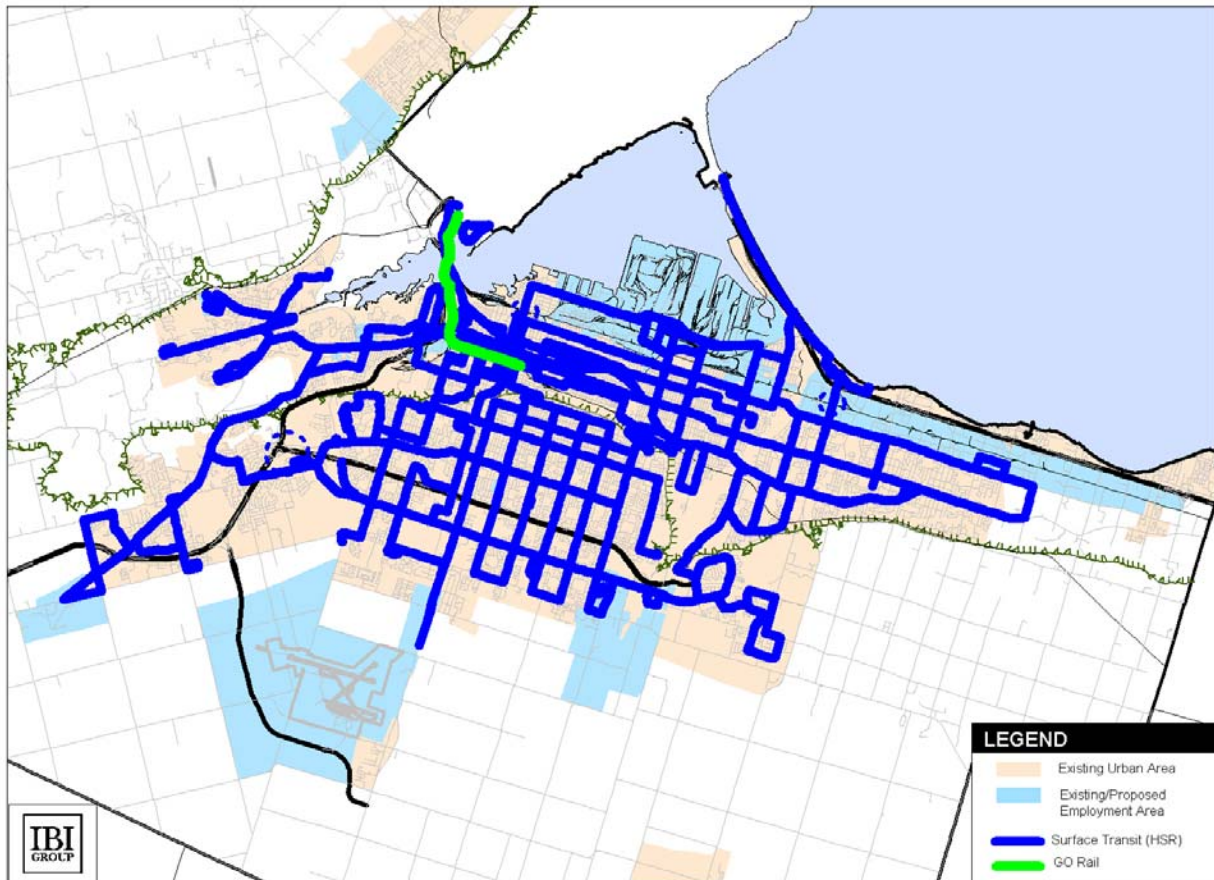 LEGEND
Existing Urban Area
Existing/Proposed
Employment Area
Surface Transit (HSR)
GO Rail
IBI
GROUP